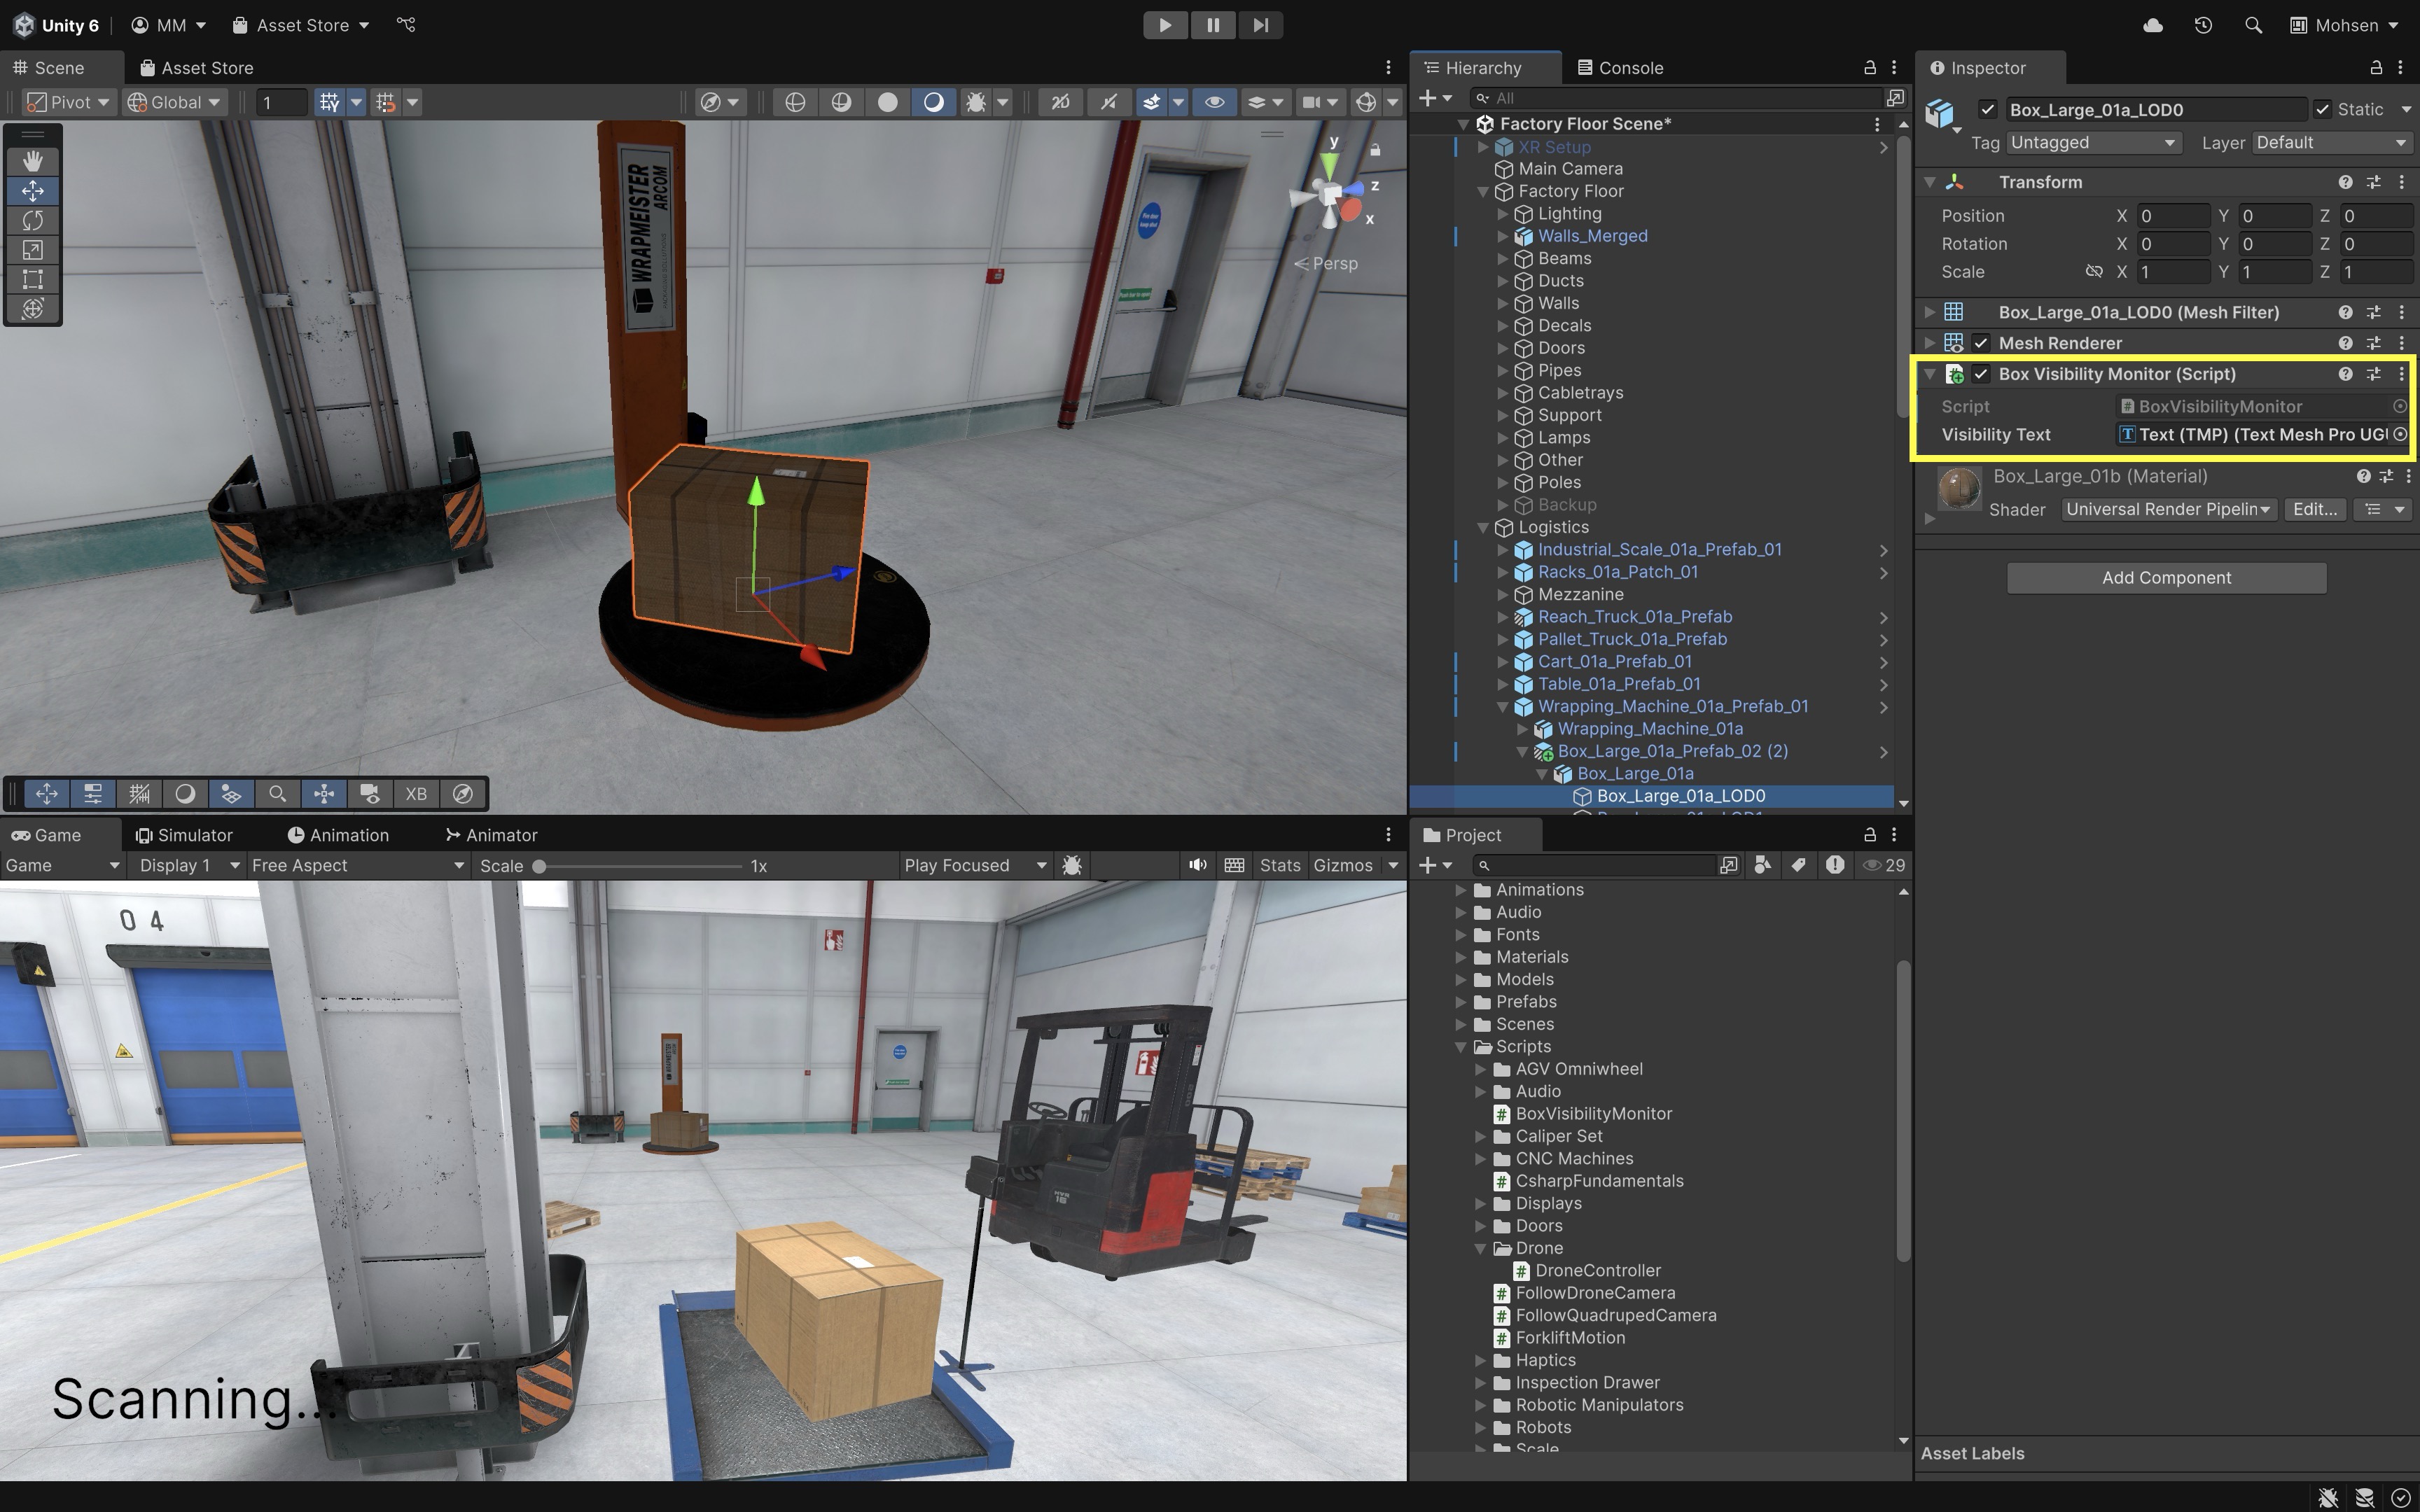 Unity 6
MM
Asset Store
Mohsen
Scene
Asset Store
Pivot
Global
1
2D
WRAPMEISTER
ARCOM
y
z
x
Persp
XB
Hierarchy
Console
All
Factory Floor Scene*
XR Setup
Main Camera
Factory Floor
Lighting
Walls_Merged
Beams
Ducts
Walls
Decals
Doors
Pipes
Cabletrays
Support
Lamps
Other
Poles
Backup
Logistics
Industrial_Scale_01a_Prefab_01
Racks_01a_Patch_01
Mezzanine
Reach_Truck_01a_Prefab
Pallet_Truck_01a_Prefab
Cart_01a_Prefab_01
Table_01a_Prefab_01
Wrapping_Machine_01a_Prefab_01
Wrapping_Machine_01a
Box_Large_01a_Prefab_02 (2)
Box_Large_01a
Box_Large_01a_LOD0
Inspector
Box_Large_01a_LOD0
Static
Tag Untagged Layer Default
Transform
Position X 0 Y 0 Z 0
Rotation X 0 Y 0 Z 0
Scale X 1 Y 1 Z 1
Box_Large_01a_LOD0 (Mesh Filter)
Mesh Renderer
Box Visibility Monitor (Script)
Script BoxVisibilityMonitor
Visibility Text Text (TMP) (Text Mesh Pro UGU
Box_Large_01b (Material)
Shader Universal Render Pipelin Edit...
Add Component
Asset Labels
Game
Simulator
Animation
Animator
Game
Display 1
Free Aspect
Scale 1x
Play Focused
Stats
Gizmos
04
Scanning...
Project
29
Animations
Audio
Fonts
Materials
Models
Prefabs
Scenes
Scripts
AGV Omniwheel
Audio
BoxVisibilityMonitor
Caliper Set
CNC Machines
CsharpFundamentals
Displays
Doors
Drone
DroneController
FollowDroneCamera
FollowQuadrupedCamera
ForkliftMotion
Haptics
Inspection Drawer
Robotic Manipulators
Robots
Scale